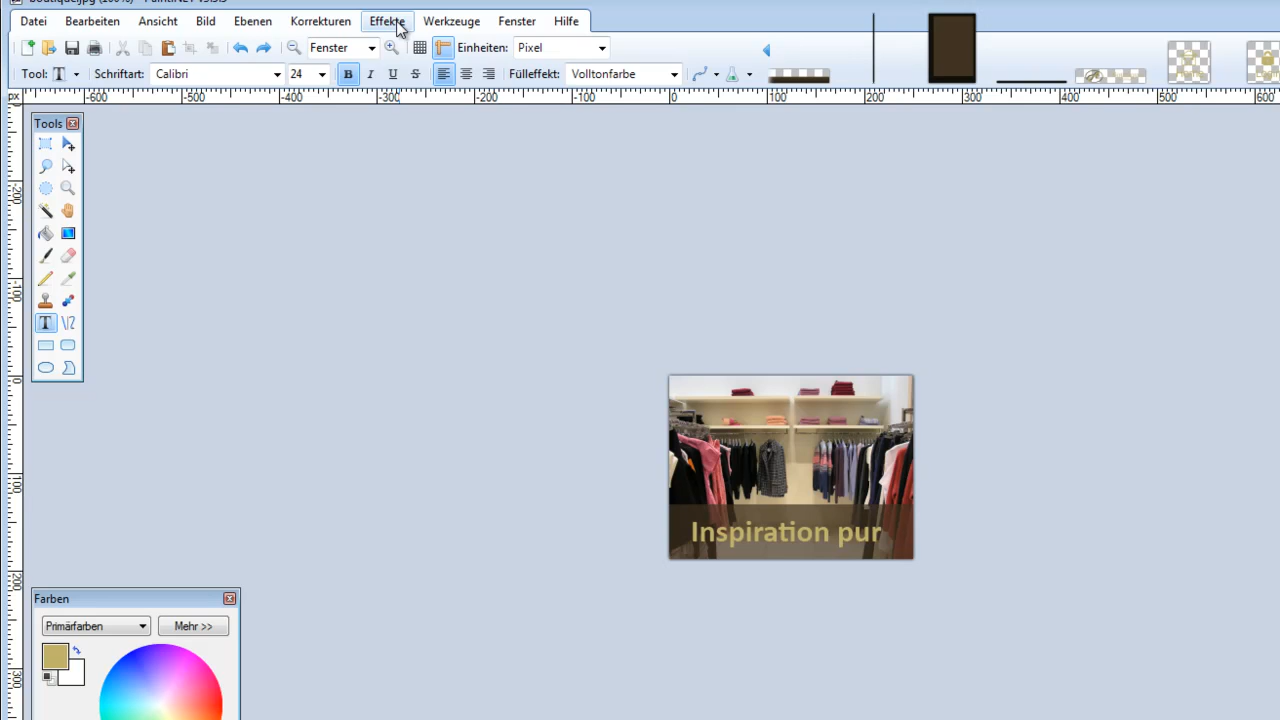 Datei Bearbeiten Ansicht Bild Ebenen Korrekturen Effekte Werkzeuge Fenster Hilfe
Fenster Einheiten: Pixel
Tool: T Schriftart: Calibri 24 B I U S Fülleffekt: Volltonfarbe
px -600 -500 -400 -300 -200 -100 0 100 200 300 400 500 600
Tools
-200
-100
0
100
200
300
Inspiration pur
Farben
Primärfarben Mehr >>